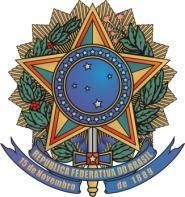 REPÚBLICA FEDERATIVA DO BRASIL
15 de Novembro de 1889